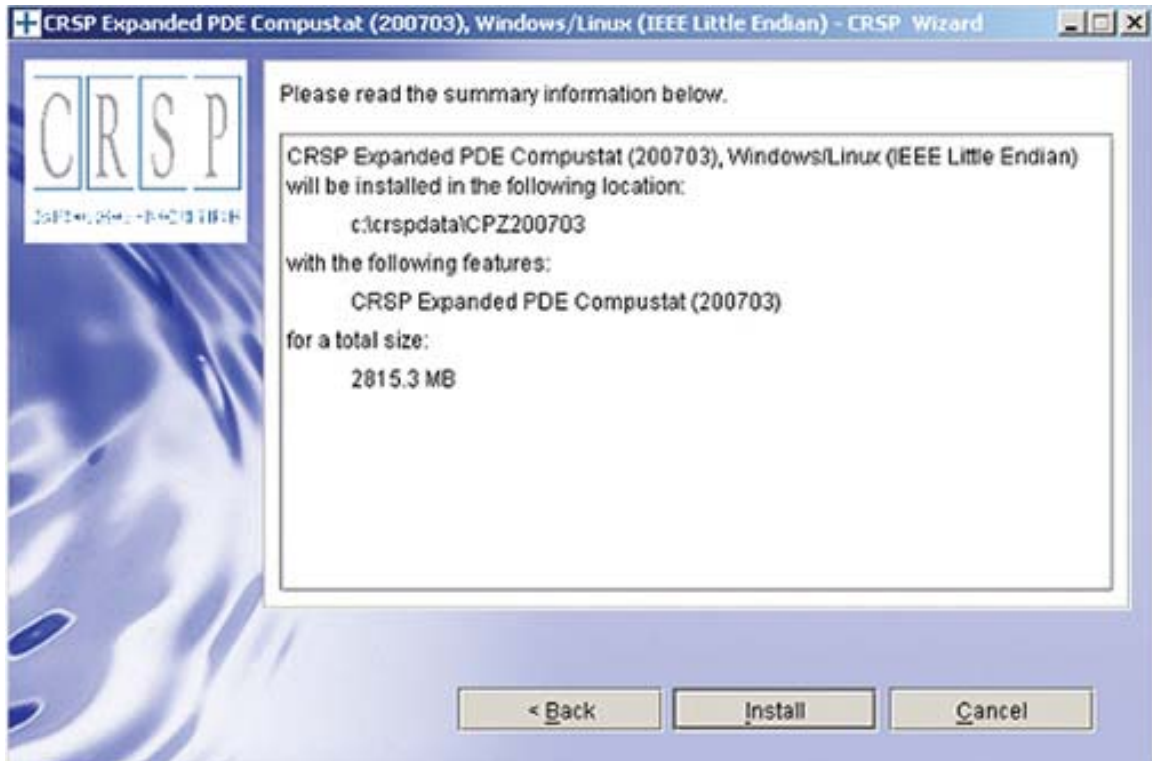 CRSP Expanded PDE Compustat (200703), Windows/Linux (IEEE Little Endian) - CRSP Wizard
CRSP
Please read the summary information below.
CRSP Expanded PDE Compustat (200703), Windows/Linux (IEEE Little Endian)
will be installed in the following location:
c:\crspdata\CPZ200703
with the following features:
CRSP Expanded PDE Compustat (200703)
for a total size:
2815.3 MB
< Back
Install
Cancel